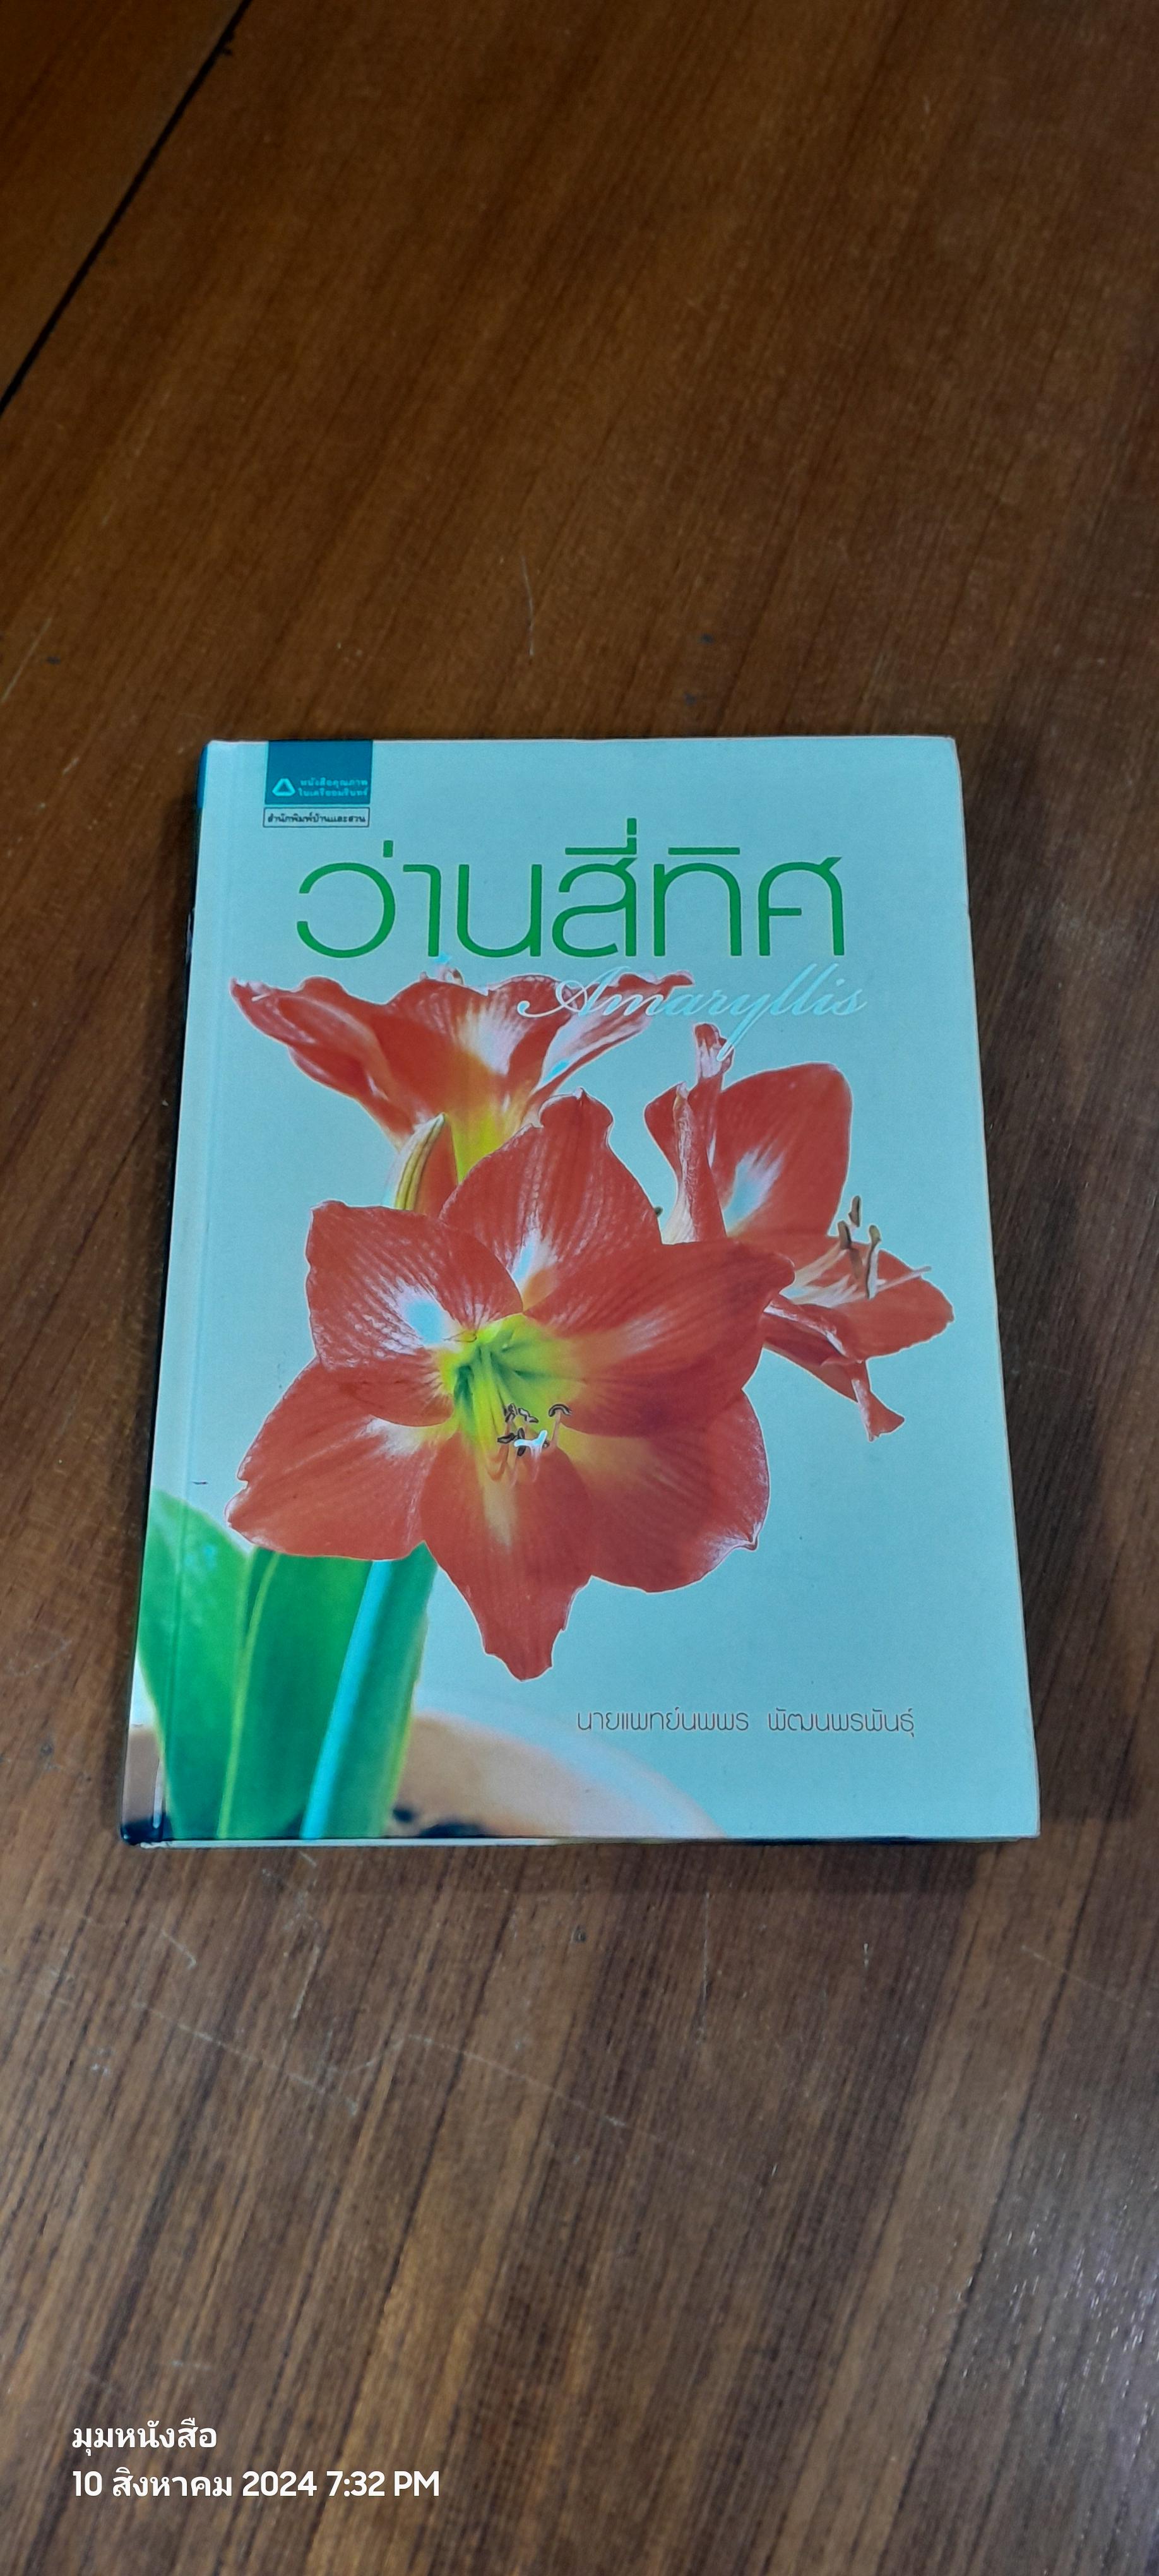 หนังสือคุณภาพ
ในเครืออมรินทร์
สำนักพิมพ์บ้านและสวน
ว่านสี่ทิศ
Amaryllis
นายแพทย์นพพร พัฒนพรพันธุ์
มุมหนังสือ
10 สิงหาคม 2024 7:32 PM